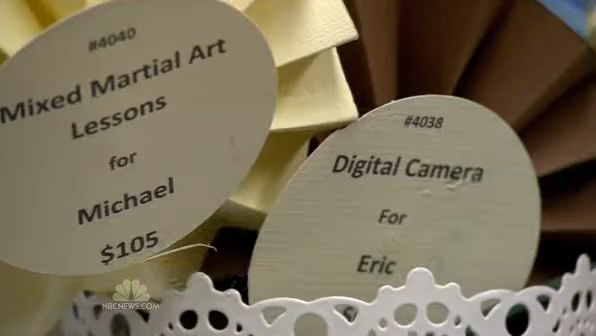 #4040
Mixed Martial Art
Lessons
for
Michael
$105
#4038
Digital Camera
For
Eric
NBCNEWS.COM